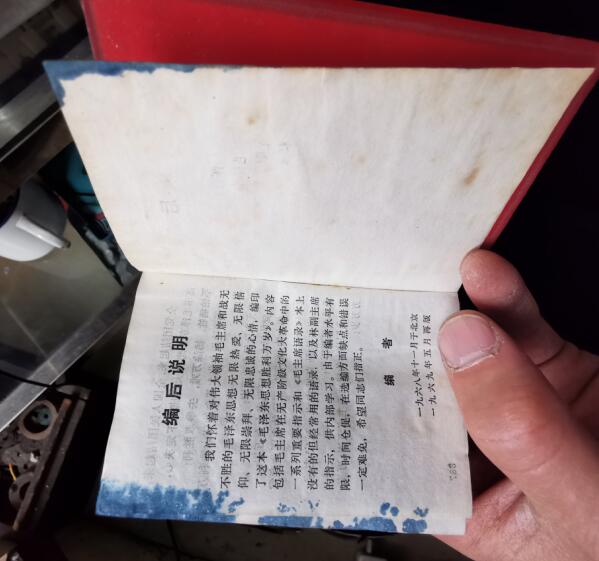 编后说明
我们怀着对伟大领袖毛主席和战无
不胜的毛泽东思想无限热爱、无限信
仰、无限崇拜、无限忠诚的心情，编印
了这本《毛泽东思想胜利万岁》。内容
包括毛主席在无产阶级文化大革命中的
一系列重要指示和《毛主席语录》本上
没有的但经常用的语录，以及林副主席
的指示，供内部学习。由于编者水平有
限，时间仓促，在选编方面缺点和错误
一定难免，希望同志们指正。
编者
一九六八年十一月于北京
一九六九年五月再版